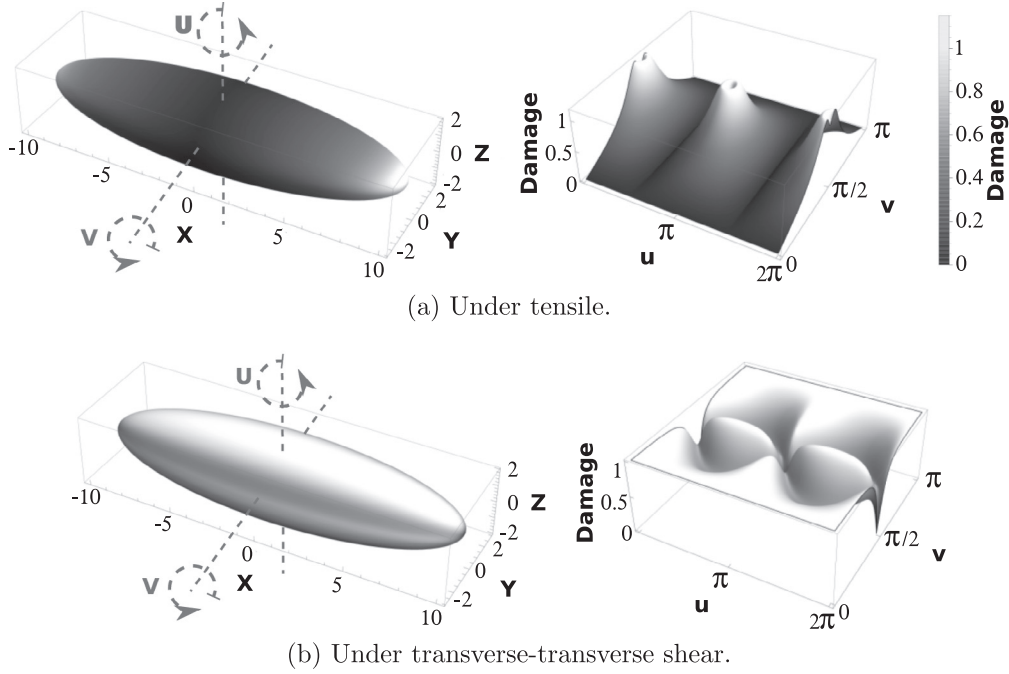 U
-10
-5
0
5
10
X
V
2
0
-2
Z
2
0
-2
Y
Damage
1
0.5
0
π
2π
u
0
π/2
π
v
1
0.8
0.6
0.4
0.2
0
Damage
(a) Under tensile.
U
-10
-5
0
5
10
X
V
2
0
-2
Z
2
0
-2
Y
Damage
1
0.5
0
π
2π
u
0
π/2
π
v
(b) Under transverse-transverse shear.